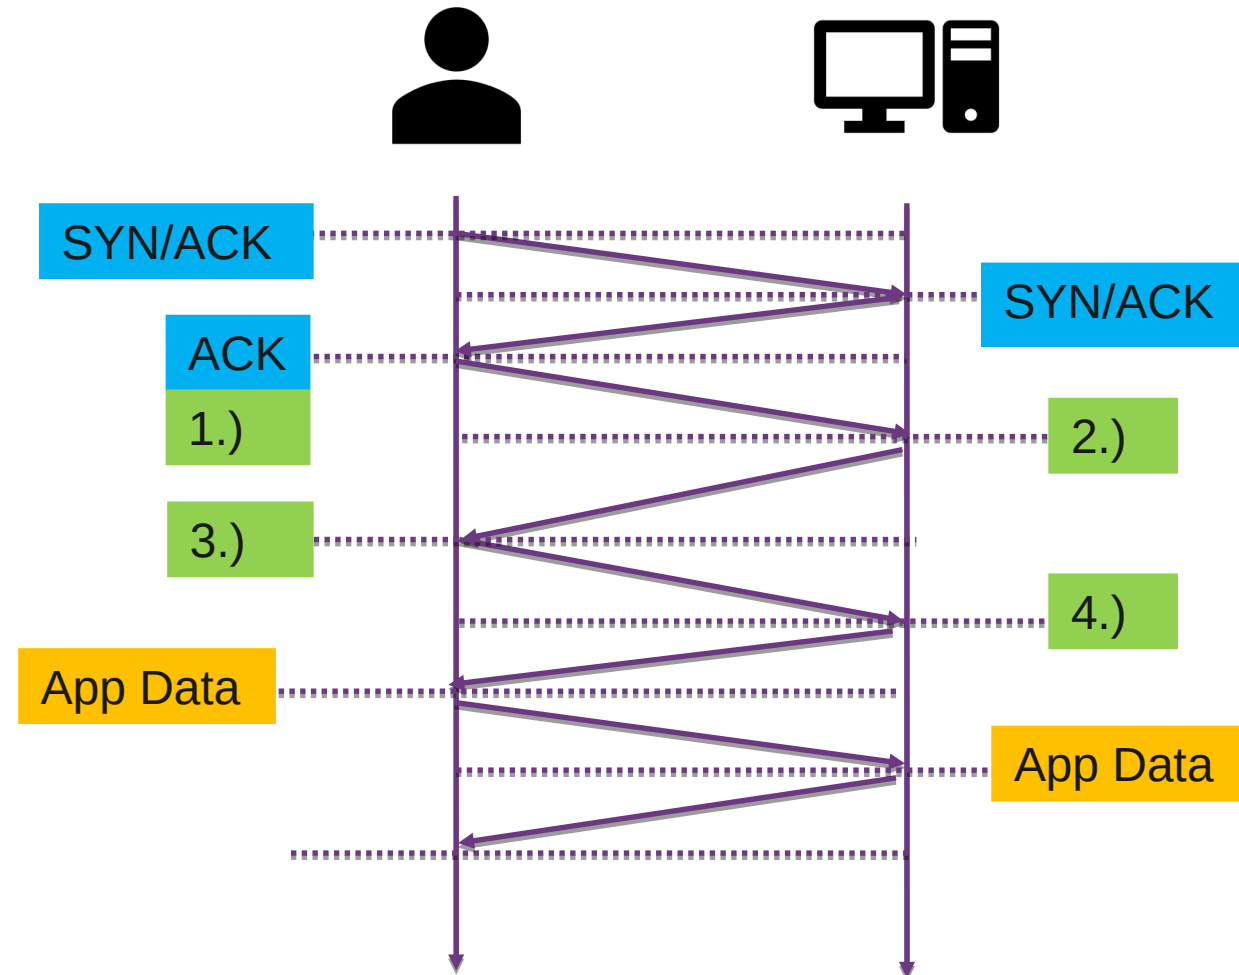 SYN/ACK
SYN/ACK
ACK
1.)
2.)
3.)
4.)
App Data
App Data